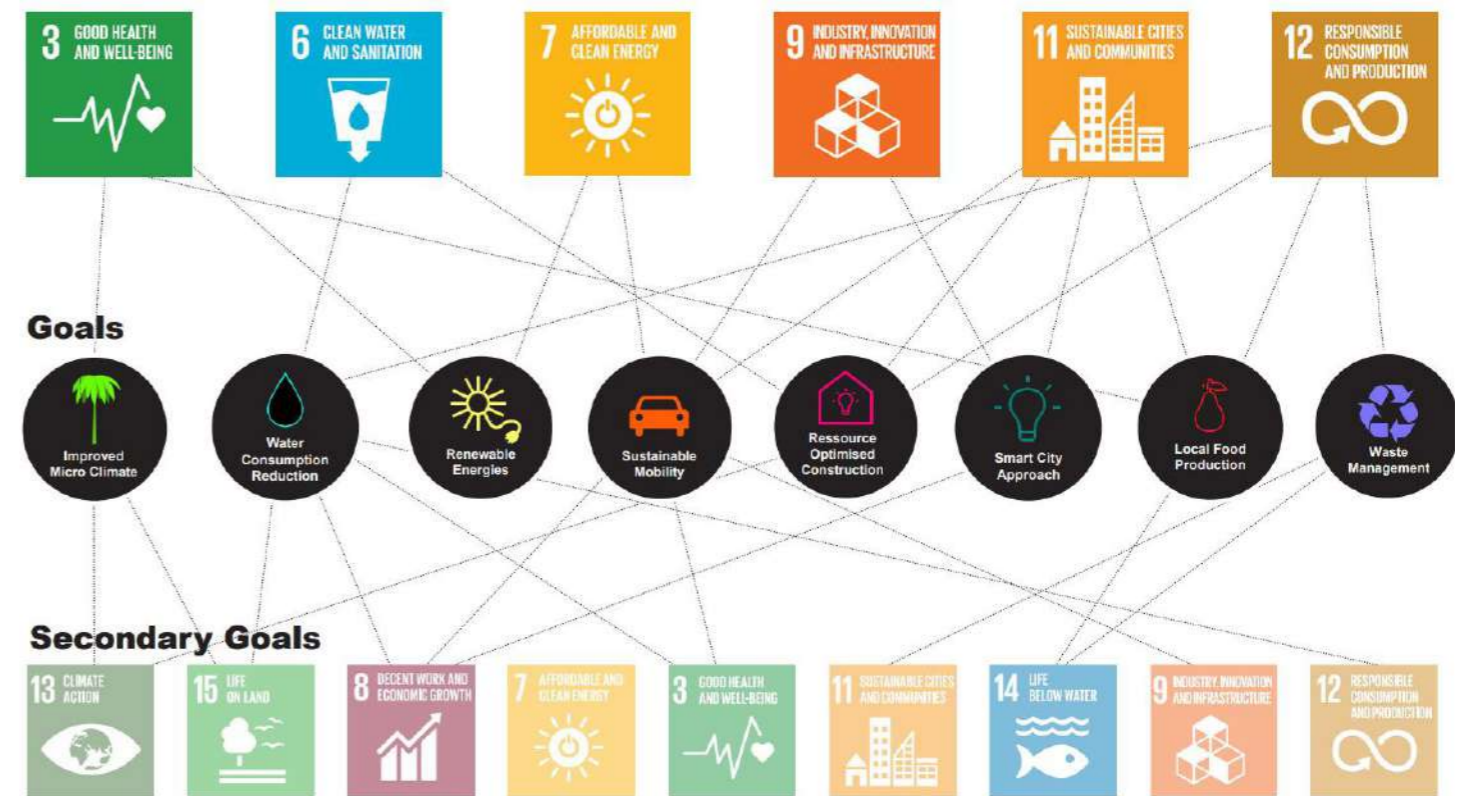 3 GOOD HEALTH
AND WELL-BEING
6 CLEAN WATER
AND SANITATION
7 AFFORDABLE AND
CLEAN ENERGY
9 INDUSTRY, INNOVATION
AND INFRASTRUCTURE
11 SUSTAINABLE CITIES
AND COMMUNITIES
12 RESPONSIBLE
CONSUMPTION
AND PRODUCTION
Goals
Improved
Micro Climate
Water
Consumption
Reduction
Renewable
Energies
Sustainable
Mobility
Ressource
Optimised
Construction
Smart City
Approach
Local Food
Production
Waste
Management
Secondary Goals
13 CLIMATE
ACTION
15 LIFE
ON LAND
8 DECENT WORK AND
ECONOMIC GROWTH
7 AFFORDABLE AND
CLEAN ENERGY
3 GOOD HEALTH
AND WELL-BEING
11 SUSTAINABLE CITIES
AND COMMUNITIES
14 LIFE
BELOW WATER
9 INDUSTRY, INNOVATION
AND INFRASTRUCTURE
12 RESPONSIBLE
CONSUMPTION
AND PRODUCTION